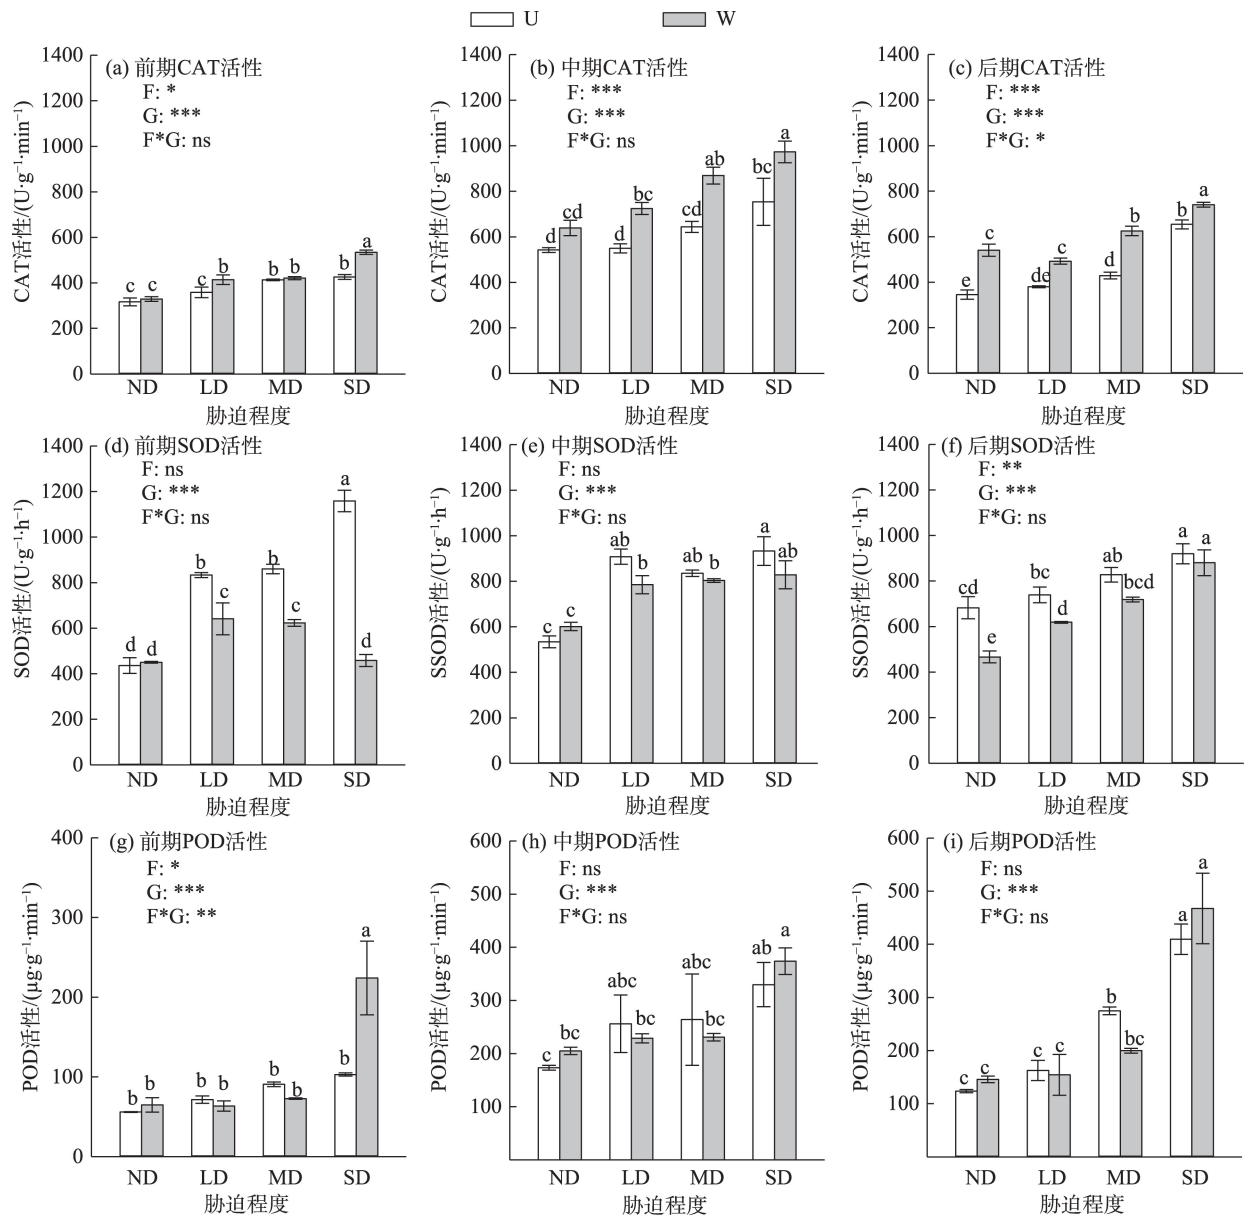 U W
(a) 前期CAT活性
F: *
G: ***
F*G: ns
CAT活性/(U·g⁻¹·min⁻¹)
1400
1200
1000
800
600
400
200
0
c c c b b b b a
ND LD MD SD
胁迫程度
(b) 中期CAT活性
F: ***
G: ***
F*G: ns
CAT活性/(U·g⁻¹·min⁻¹)
1400
1200
1000
800
600
400
200
0
d cd d bc cd ab bc a
ND LD MD SD
胁迫程度
(c) 后期CAT活性
F: ***
G: ***
F*G: *
CAT活性/(U·g⁻¹·min⁻¹)
1400
1200
1000
800
600
400
200
0
e c de c d b b a
ND LD MD SD
胁迫程度
(d) 前期SOD活性
F: ns
G: ***
F*G: ns
SOD活性/(U·g⁻¹·h⁻¹)
1400
1200
1000
800
600
400
200
0
d d b c b c a d
ND LD MD SD
胁迫程度
(e) 中期SOD活性
F: ns
G: ***
F*G: ns
SSOD活性/(U·g⁻¹·h⁻¹)
1400
1200
1000
800
600
400
200
0
c c ab b ab b a ab
ND LD MD SD
胁迫程度
(f) 后期SOD活性
F: **
G: ***
F*G: ns
SSOD活性/(U·g⁻¹·h⁻¹)
1400
1200
1000
800
600
400
200
0
cd e bc d ab bcd a a
ND LD MD SD
胁迫程度
(g) 前期POD活性
F: *
G: ***
F*G: **
POD活性/(μg·g⁻¹·min⁻¹)
400
300
200
100
0
b b b b b b b a
ND LD MD SD
胁迫程度
(h) 中期POD活性
F: ns
G: ***
F*G: ns
POD活性/(μg·g⁻¹·min⁻¹)
600
500
400
300
200
100
c bc abc bc abc bc ab a
ND LD MD SD
胁迫程度
(i) 后期POD活性
F: ns
G: ***
F*G: ns
POD活性/(μg·g⁻¹·min⁻¹)
600
500
400
300
200
100
c c c c b bc a a
ND LD MD SD
胁迫程度